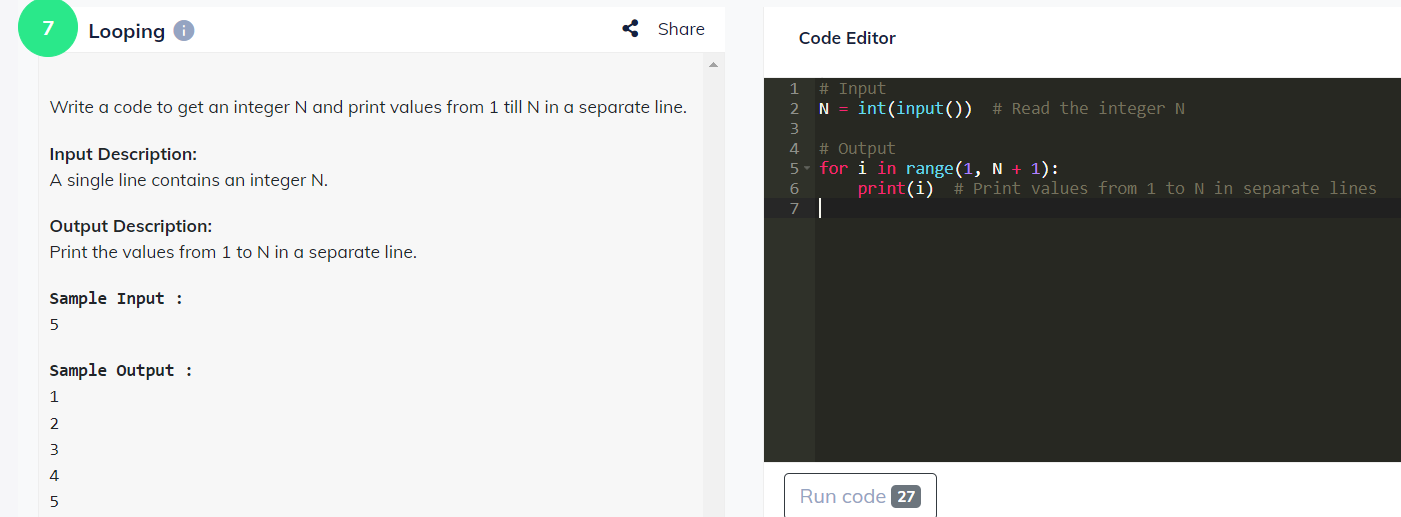 7
Looping i
Share
Write a code to get an integer N and print values from 1 till N in a separate line.
Input Description:
A single line contains an integer N.
Output Description:
Print the values from 1 to N in a separate line.
Sample Input :
5
Sample Output :
1
2
3
4
5
Code Editor
1 # Input
2 N = int(input())  # Read the integer N
3
4 # Output
5 for i in range(1, N + 1):
6     print(i)  # Print values from 1 to N in separate lines
7
Run code 27